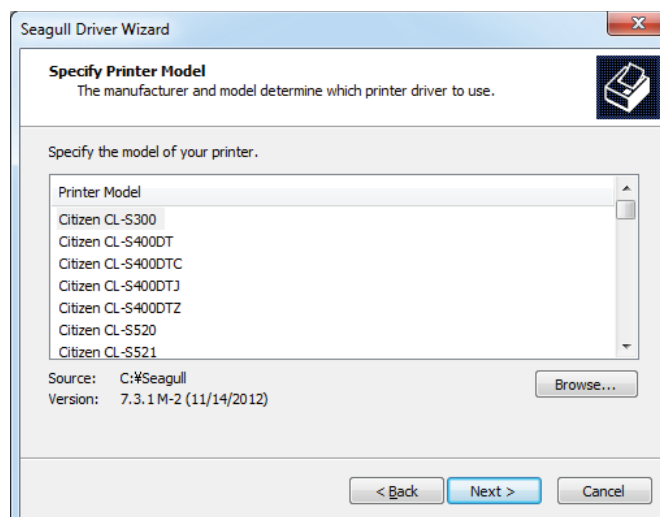 Seagull Driver Wizard
Specify Printer Model
The manufacturer and model determine which printer driver to use.
Specify the model of your printer.
Printer Model
Citizen CL-S300
Citizen CL-S400DT
Citizen CL-S400DTC
Citizen CL-S400DTJ
Citizen CL-S400DTZ
Citizen CL-S520
Citizen CL-S521
Source: C:¥Seagull
Browse...
Version: 7.3.1 M-2 (11/14/2012)
< Back Next > Cancel